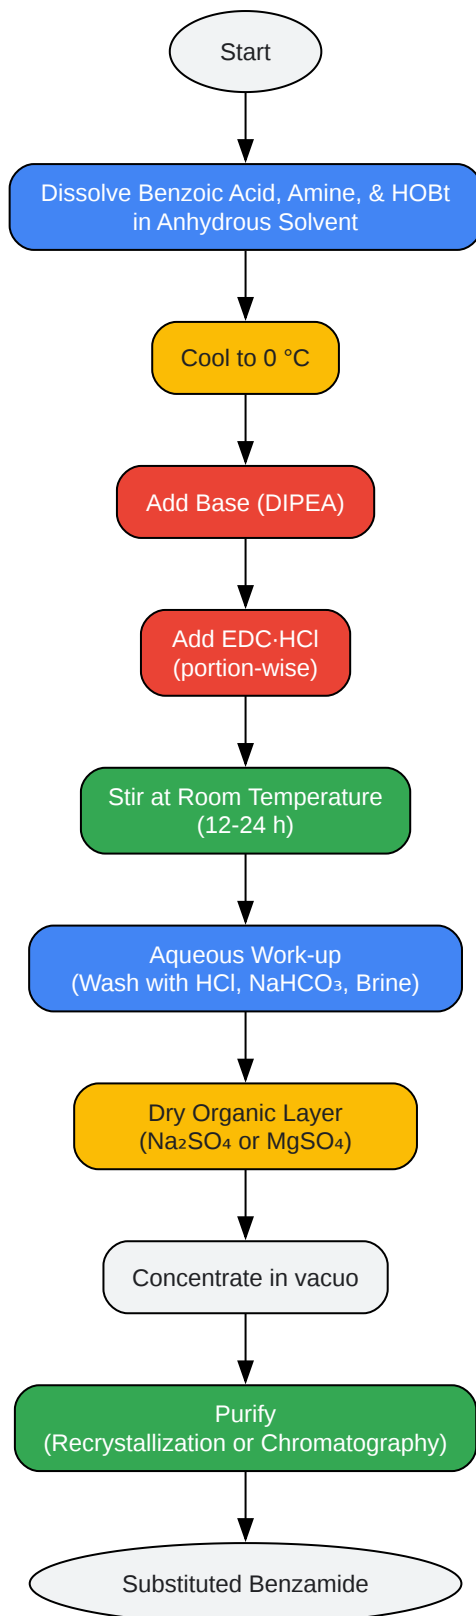 Start
Dissolve Benzoic Acid, Amine, & HOBt
in Anhydrous Solvent
Cool to 0 °C
Add Base (DIPEA)
Add EDC·HCl
(portion-wise)
Stir at Room Temperature
(12-24 h)
Aqueous Work-up
(Wash with HCl, NaHCO₃, Brine)
Dry Organic Layer
(Na₂SO₄ or MgSO₄)
Concentrate in vacuo
Purify
(Recrystallization or Chromatography)
Substituted Benzamide